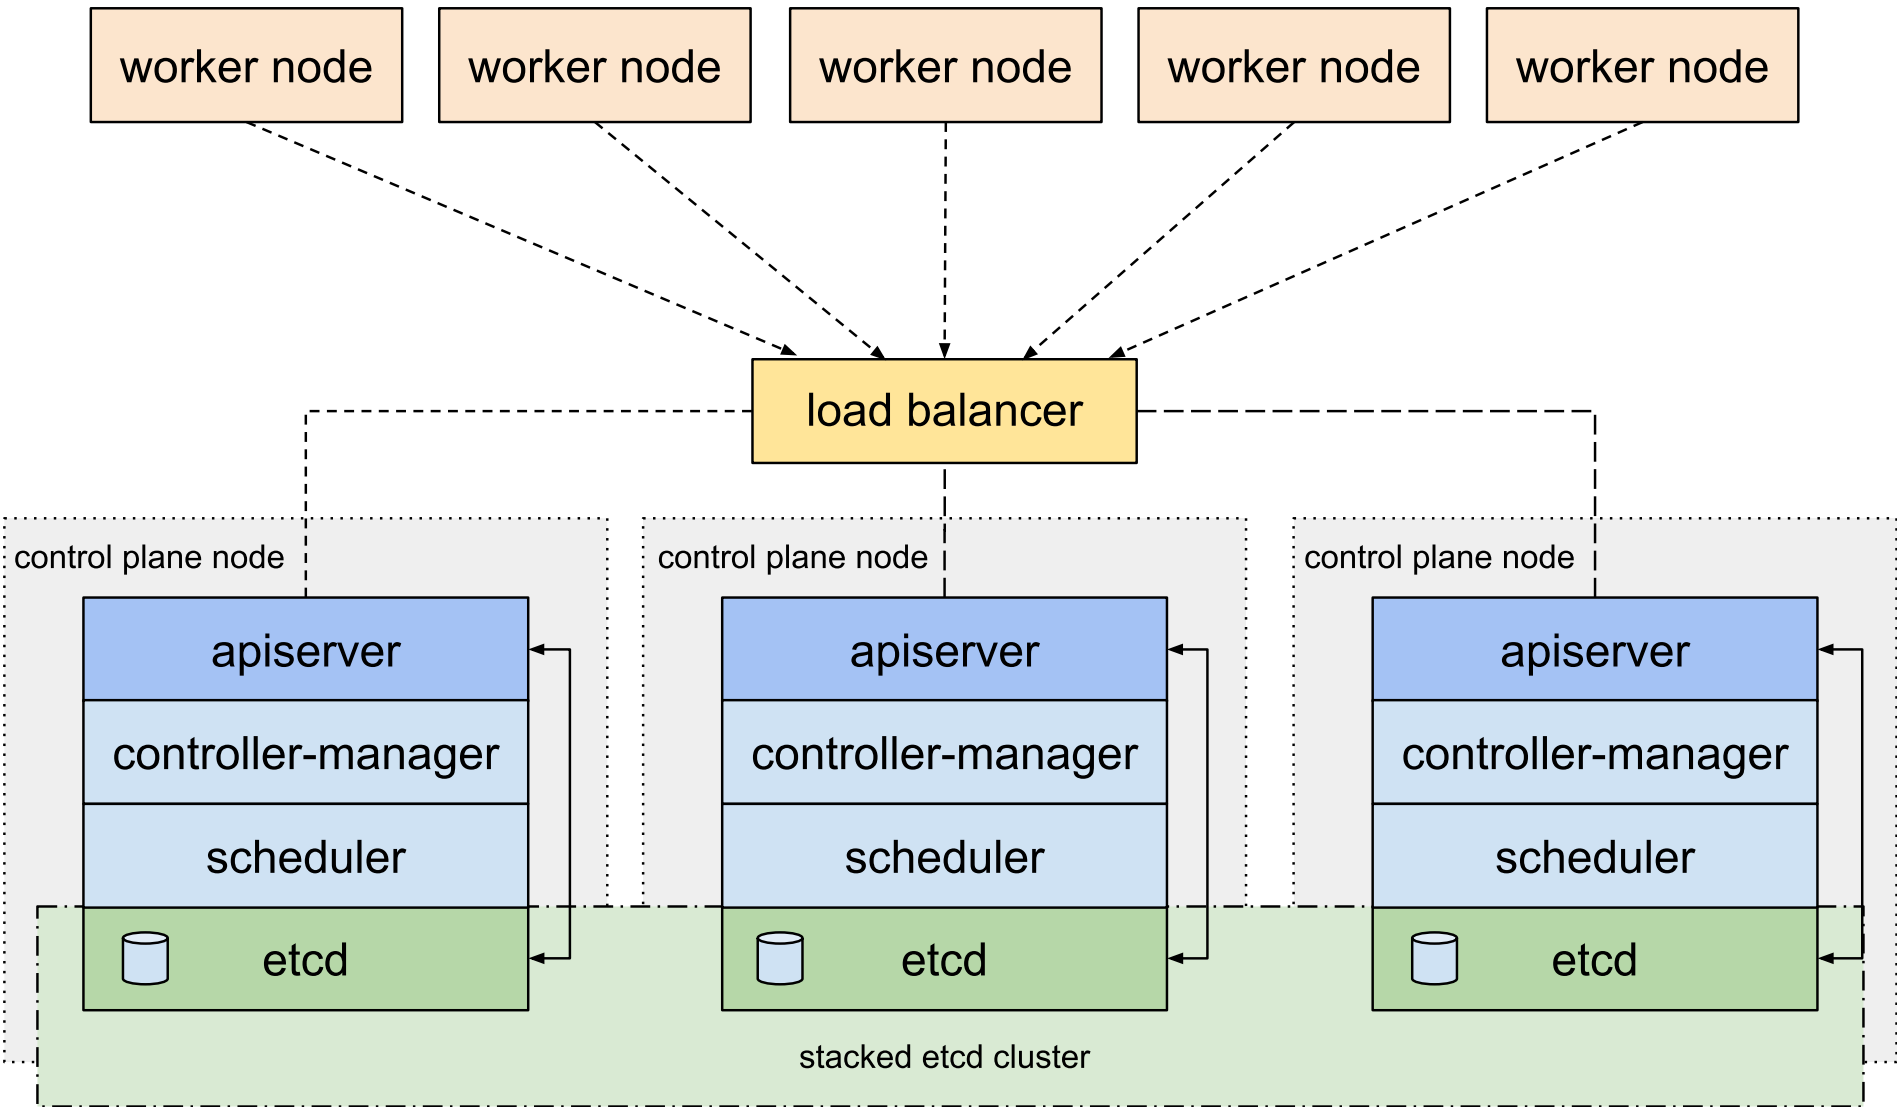 worker node
worker node
worker node
worker node
worker node
load balancer
control plane node
control plane node
control plane node
apiserver
apiserver
apiserver
controller-manager
controller-manager
controller-manager
scheduler
scheduler
scheduler
etcd
etcd
etcd
stacked etcd cluster